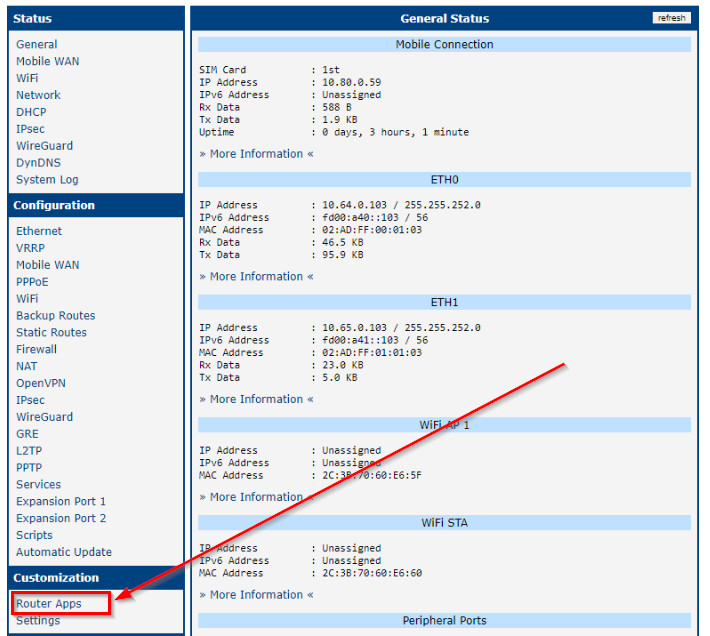 Status
General
Mobile WAN
WiFi
Network
DHCP
IPsec
WireGuard
DynDNS
System Log
Configuration
Ethernet
VRRP
Mobile WAN
PPPoE
WiFi
Backup Routes
Static Routes
Firewall
NAT
OpenVPN
IPsec
WireGuard
GRE
L2TP
PPTP
Services
Expansion Port 1
Expansion Port 2
Scripts
Automatic Update
Customization
Router Apps
Settings
General Status
refresh
Mobile Connection
SIM Card : 1st
IP Address : 10.80.0.59
IPv6 Address : Unassigned
Rx Data : 588 B
Tx Data : 1.9 KB
Uptime : 0 days, 3 hours, 1 minute
» More Information «
ETH0
IP Address : 10.64.0.103 / 255.255.252.0
IPv6 Address : fd00:a40::103 / 56
MAC Address : 02:AD:FF:00:01:03
Rx Data : 46.5 KB
Tx Data : 95.9 KB
» More Information «
ETH1
IP Address : 10.65.0.103 / 255.255.252.0
IPv6 Address : fd00:a41::103 / 56
MAC Address : 02:AD:FF:01:01:03
Rx Data : 23.0 KB
Tx Data : 5.0 KB
» More Information «
WiFi AP 1
IP Address : Unassigned
IPv6 Address : Unassigned
MAC Address : 2C:3B:70:60:E6:5F
» More Information «
WiFi STA
IP Address : Unassigned
IPv6 Address : Unassigned
MAC Address : 2C:3B:70:60:E6:60
» More Information «
Peripheral Ports